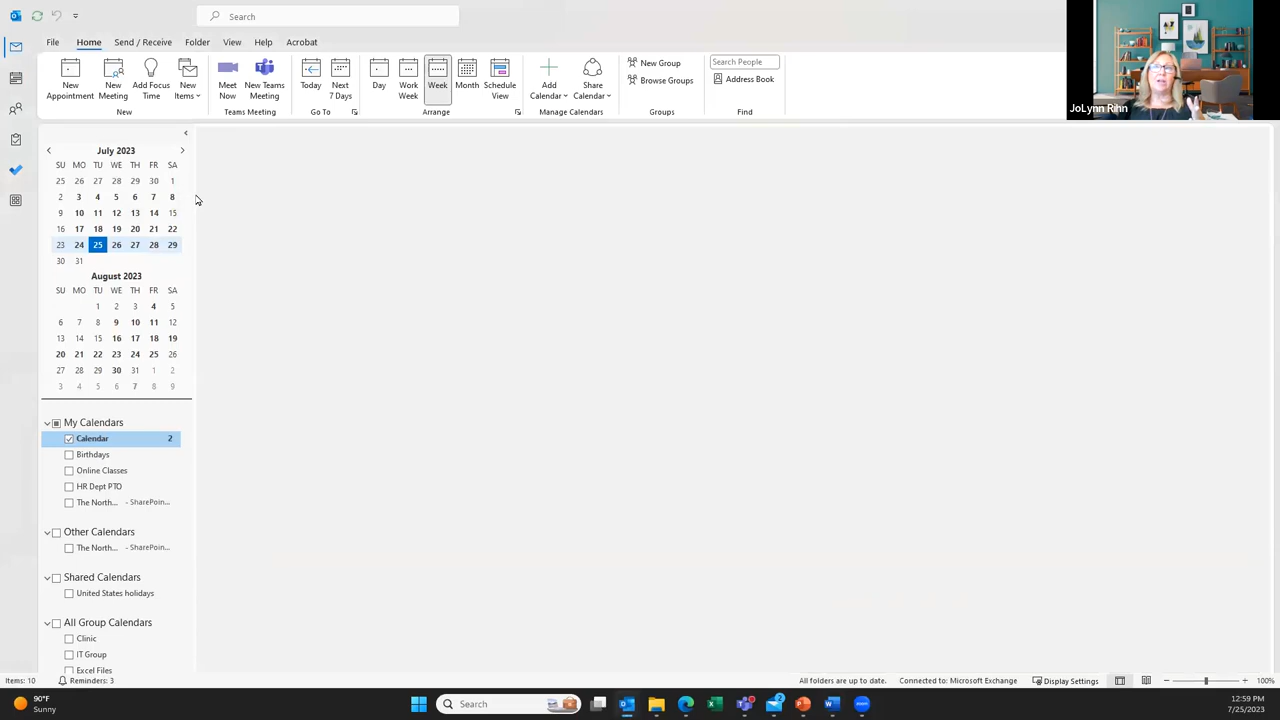 Search
File Home Send / Receive Folder View Help Acrobat
New Appointment
New Meeting
Add Focus Time
New Items
Meet Now
New Teams Meeting
Today
Next 7 Days
Day
Work Week
Week
Month
Schedule View
Add Calendar
Share Calendar
New Group
Browse Groups
Search People
Address Book
New
Teams Meeting
Go To
Arrange
Manage Calendars
Groups
Find
JoLynn Rihn
July 2023
SU MO TU WE TH FR SA
25 26 27 28 29 30 1
2 3 4 5 6 7 8
9 10 11 12 13 14 15
16 17 18 19 20 21 22
23 24 25 26 27 28 29
30 31
August 2023
SU MO TU WE TH FR SA
1 2 3 4 5
6 7 8 9 10 11 12
13 14 15 16 17 18 19
20 21 22 23 24 25 26
27 28 29 30 31 1 2
3 4 5 6 7 8 9
My Calendars
Calendar 2
Birthdays
Online Classes
HR Dept PTO
The North... - SharePoin...
Other Calendars
The North... - SharePoin...
Shared Calendars
United States holidays
All Group Calendars
Clinic
IT Group
Excel Files
Items: 10 Reminders: 3 All folders are up to date. Connected to: Microsoft Exchange Display Settings 100%
90°F
Sunny
Search
12:59 PM
7/25/2023